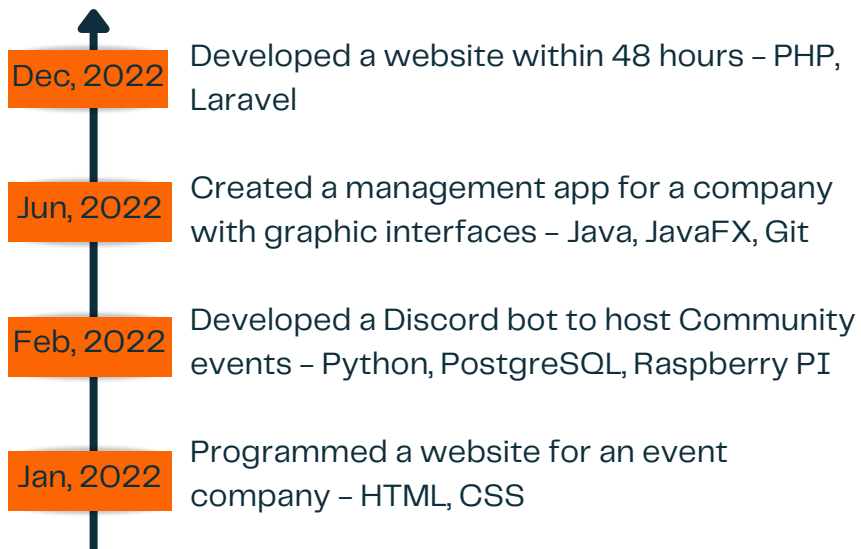 Dec, 2022
Developed a website within 48 hours – PHP,
Laravel
Jun, 2022
Created a management app for a company
with graphic interfaces – Java, JavaFX, Git
Feb, 2022
Developed a Discord bot to host Community
events – Python, PostgreSQL, Raspberry PI
Jan, 2022
Programmed a website for an event
company – HTML, CSS